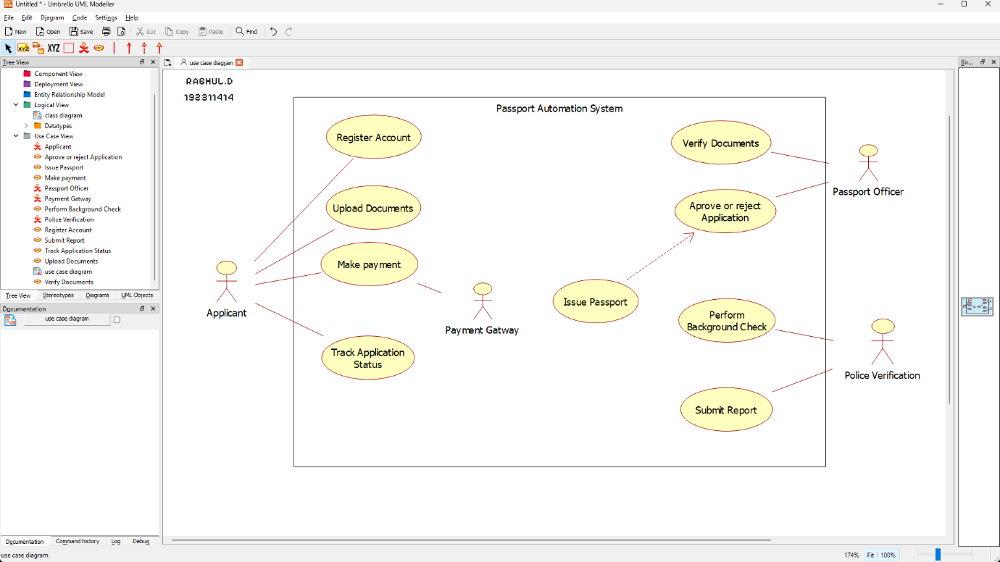 Untitled * - Umbrello UML Modeller
File Edit Diagram Code Settings Help
New Open Save Cut Copy Paste Find
XYZ XYZ
Tree View
use case diagram
Bir...
Component View
Deployment View
Entity Relationship Model
Logical View
class diagram
Datatypes
Use Case View
Applicant
Aprove or reject Application
Issue Passport
Make payment
Passport Officer
Payment Gatway
Perform Background Check
Police Verification
Register Account
Submit Report
Track Application Status
Upload Documents
use case diagram
Verify Documents
Tree View Stereotypes Diagrams UML Objects
Documentation
use case diagram
Documentation Command history Log Debug
RAGHUL.D
192311414
Passport Automation System
Register Account
Verify Documents
Upload Documents
Passport Officer
Aprove or reject
Application
Make payment
Applicant
Payment Gatway
Issue Passport
Perform
Background Check
Track Application
Status
Police Verification
Submit Report
use case diagram
174% Fit 100%